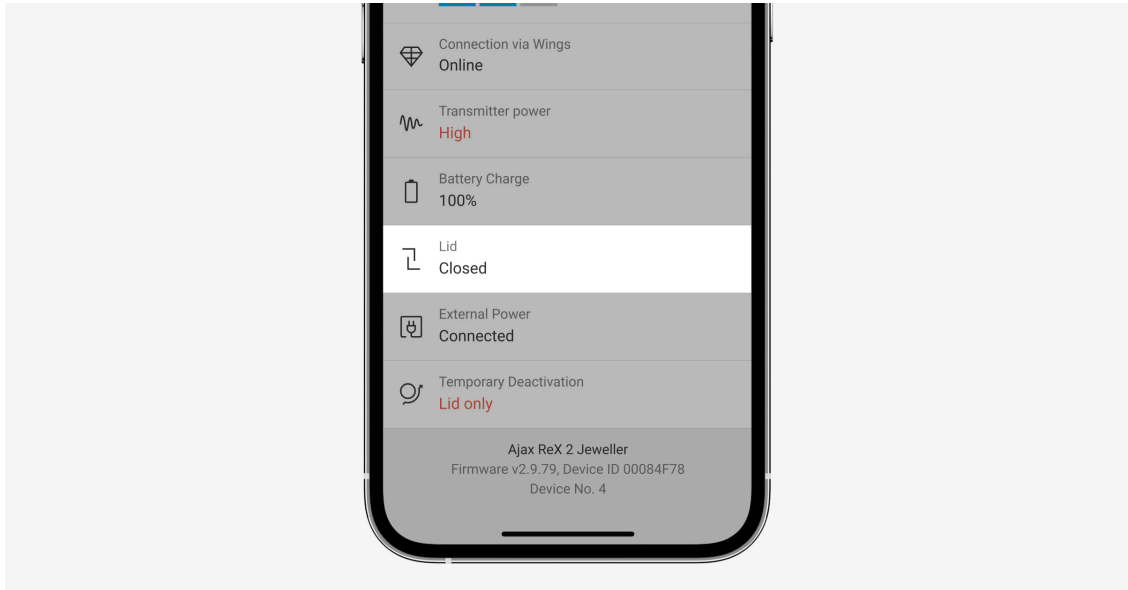 Connection via Wings
Online
Transmitter power
High
Battery Charge
100%
Lid
Closed
External Power
Connected
Temporary Deactivation
Lid only
Ajax ReX 2 Jeweller
Firmware v2.9.79, Device ID 00084F78
Device No. 4